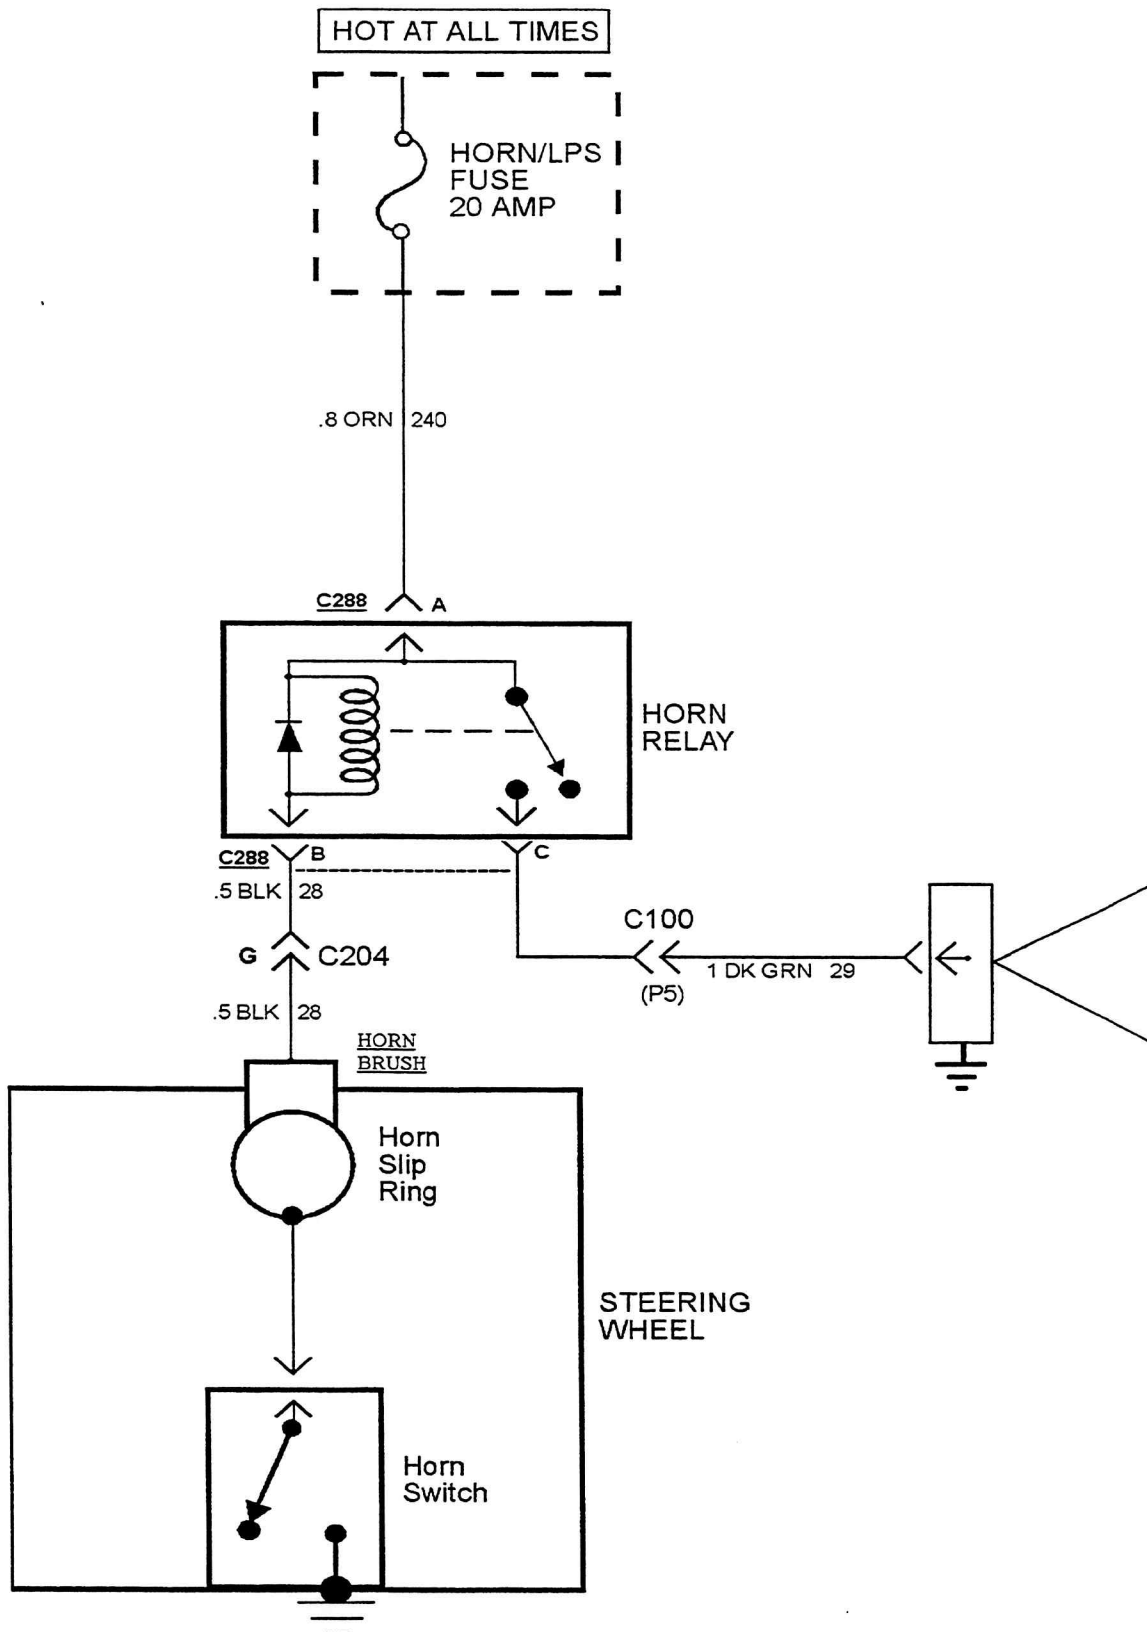 HOT AT ALL TIMES
HORN/LPS
FUSE
20 AMP
.8 ORN 240
C288 A
HORN
RELAY
C288 B C
.5 BLK 28
C100
G C204
1 DK GRN 29
(P5)
.5 BLK 28
HORN
BRUSH
Horn
Slip
Ring
STEERING
WHEEL
Horn
Switch